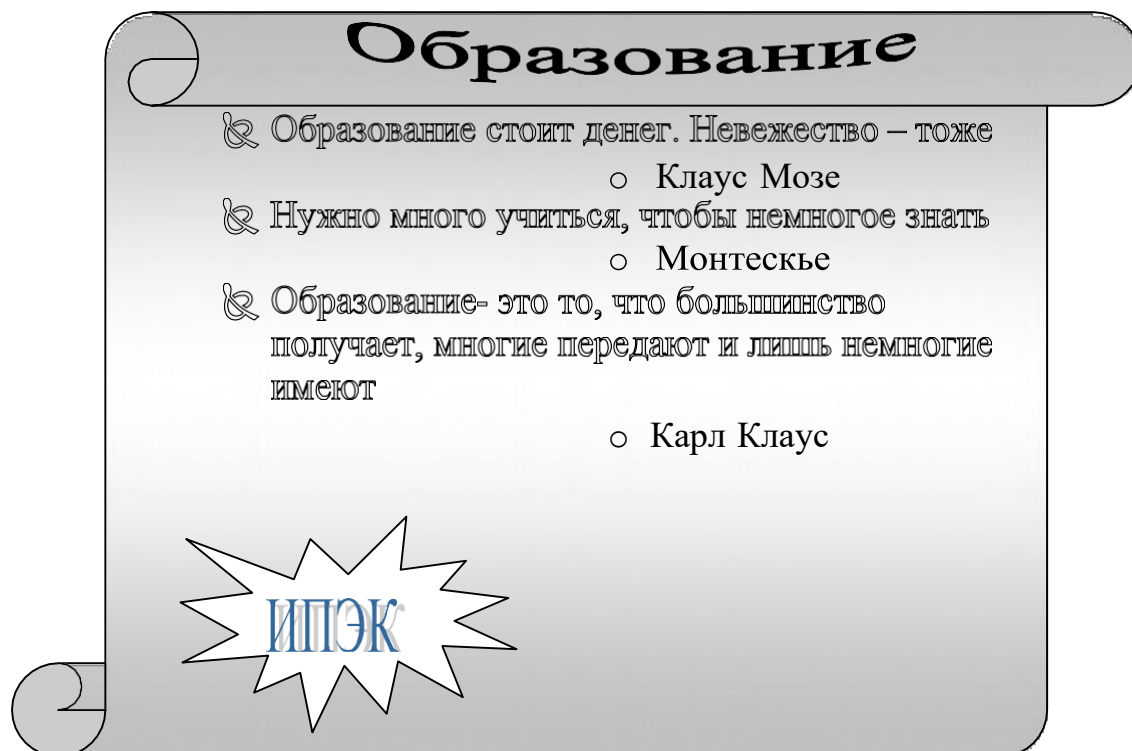 Образование
Образование стоит денег. Невежество – тоже
Клаус Мозе
Нужно много учиться, чтобы немногое знать
Монтескье
Образование- это то, что большинство
получает, многие передают и лишь немногие
имеют
Карл Клаус
ИПЭК